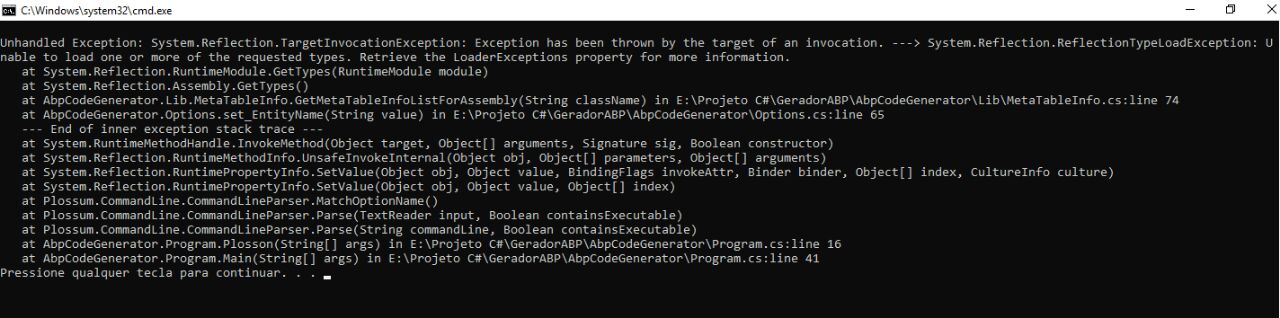 C:\Windows\system32\cmd.exe
Unhandled Exception: System.Reflection.TargetInvocationException: Exception has been thrown by the target of an invocation. ---> System.Reflection.ReflectionTypeLoadException: U
nable to load one or more of the requested types. Retrieve the LoaderExceptions property for more information.
   at System.Reflection.RuntimeModule.GetTypes(RuntimeModule module)
   at System.Reflection.Assembly.GetTypes()
   at AbpCodeGenerator.Lib.MetaTableInfo.GetMetaTableInfoListForAssembly(String className) in E:\Projeto C#\GeradorABP\AbpCodeGenerator\Lib\MetaTableInfo.cs:line 74
   at AbpCodeGenerator.Options.set_EntityName(String value) in E:\Projeto C#\GeradorABP\AbpCodeGenerator\Options.cs:line 65
   --- End of inner exception stack trace ---
   at System.RuntimeMethodHandle.InvokeMethod(Object target, Object[] arguments, Signature sig, Boolean constructor)
   at System.Reflection.RuntimeMethodInfo.UnsafeInvokeInternal(Object obj, Object[] parameters, Object[] arguments)
   at System.Reflection.RuntimePropertyInfo.SetValue(Object obj, Object value, BindingFlags invokeAttr, Binder binder, Object[] index, CultureInfo culture)
   at System.Reflection.RuntimePropertyInfo.SetValue(Object obj, Object value, Object[] index)
   at Plossum.CommandLine.CommandLineParser.MatchOptionName()
   at Plossum.CommandLine.CommandLineParser.Parse(TextReader input, Boolean containsExecutable)
   at Plossum.CommandLine.CommandLineParser.Parse(String commandLine, Boolean containsExecutable)
   at AbpCodeGenerator.Program.Plosson(String[] args) in E:\Projeto C#\GeradorABP\AbpCodeGenerator\Program.cs:line 16
   at AbpCodeGenerator.Program.Main(String[] args) in E:\Projeto C#\GeradorABP\AbpCodeGenerator\Program.cs:line 41
Pressione qualquer tecla para continuar. . .